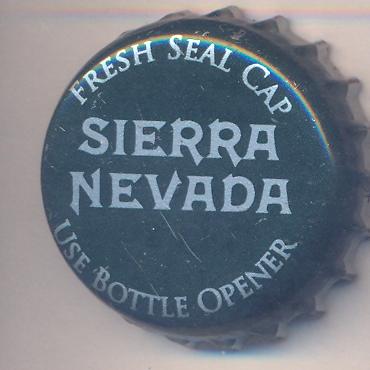 FRESH SEAL CAP
SIERRA
NEVADA
USE BOTTLE OPENER